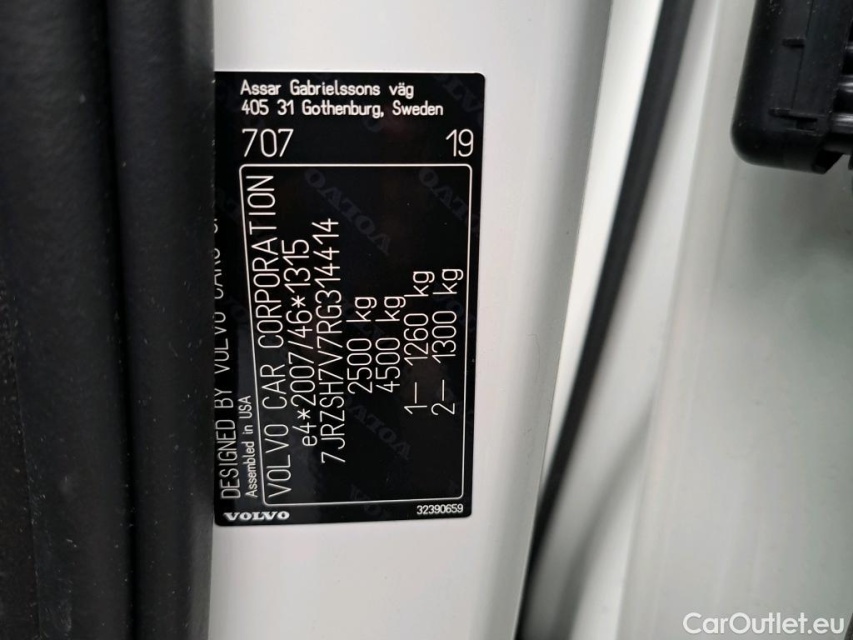 Assar Gabrielssons väg
405 31 Gothenburg, Sweden
707 19
DESIGNED BY VOLVO CARS
Assembled in USA
VOLVO CAR CORPORATION
e4*2007/46*1315
7JRZSH7V7RG314414
2500 kg
4500 kg
1– 1260 kg
2– 1300 kg
VOLVO
32390659
CarOutlet.eu